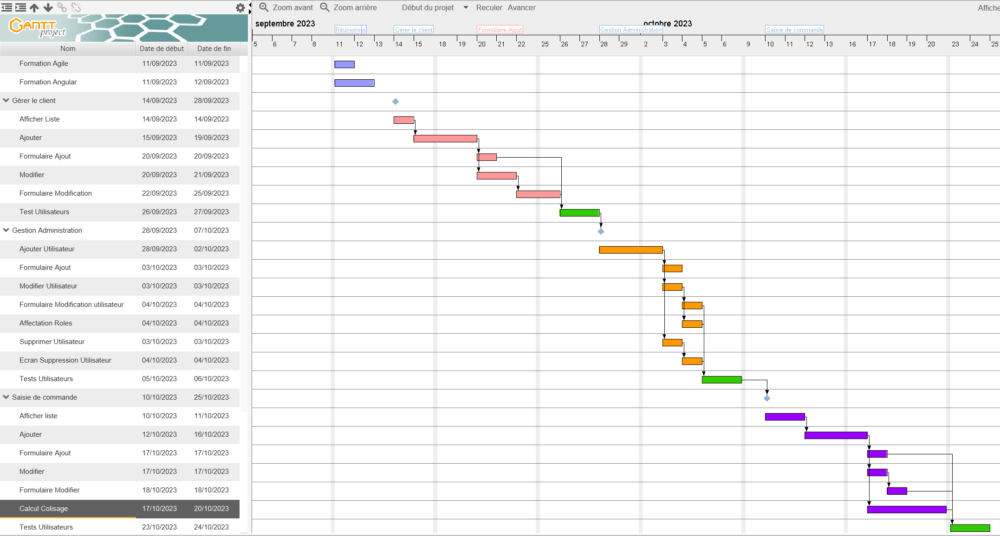 Zoom avant Zoom arrière Début du projet Reculer Avancer Affiche
GANTT
project
septembre 2023 octobre 2023
Réunions Gérer le client Formulaire Ajout Gestion Administration Saisie de commande
Nom Date de début Date de fin
5 6 7 8 11 12 13 14 15 18 19 20 21 22 25 26 27 28 29 2 3 4 5 6 9 10 11 12 13 16 17 18 19 20 23 24 25
Formation Agile 11/09/2023 11/09/2023
Formation Angular 11/09/2023 12/09/2023
Gérer le client 14/09/2023 28/09/2023
Afficher Liste 14/09/2023 14/09/2023
Ajouter 15/09/2023 19/09/2023
Formulaire Ajout 20/09/2023 20/09/2023
Modifier 20/09/2023 21/09/2023
Formulaire Modification 22/09/2023 25/09/2023
Test Utilisateurs 26/09/2023 27/09/2023
Gestion Administration 28/09/2023 07/10/2023
Ajouter Utilisateur 28/09/2023 02/10/2023
Formulaire Ajout 03/10/2023 03/10/2023
Modifier Utilisateur 03/10/2023 03/10/2023
Formulaire Modification utilisateur 04/10/2023 04/10/2023
Affectation Roles 04/10/2023 04/10/2023
Supprimer Utilisateur 03/10/2023 03/10/2023
Ecran Suppression Utilisateur 04/10/2023 04/10/2023
Tests Utilisateurs 05/10/2023 06/10/2023
Saisie de commande 10/10/2023 25/10/2023
Afficher liste 10/10/2023 11/10/2023
Ajouter 12/10/2023 16/10/2023
Formulaire Ajout 17/10/2023 17/10/2023
Modifier 17/10/2023 17/10/2023
Formulaire Modifier 18/10/2023 18/10/2023
Calcul Colisage 17/10/2023 20/10/2023
Tests Utilisateurs 23/10/2023 24/10/2023